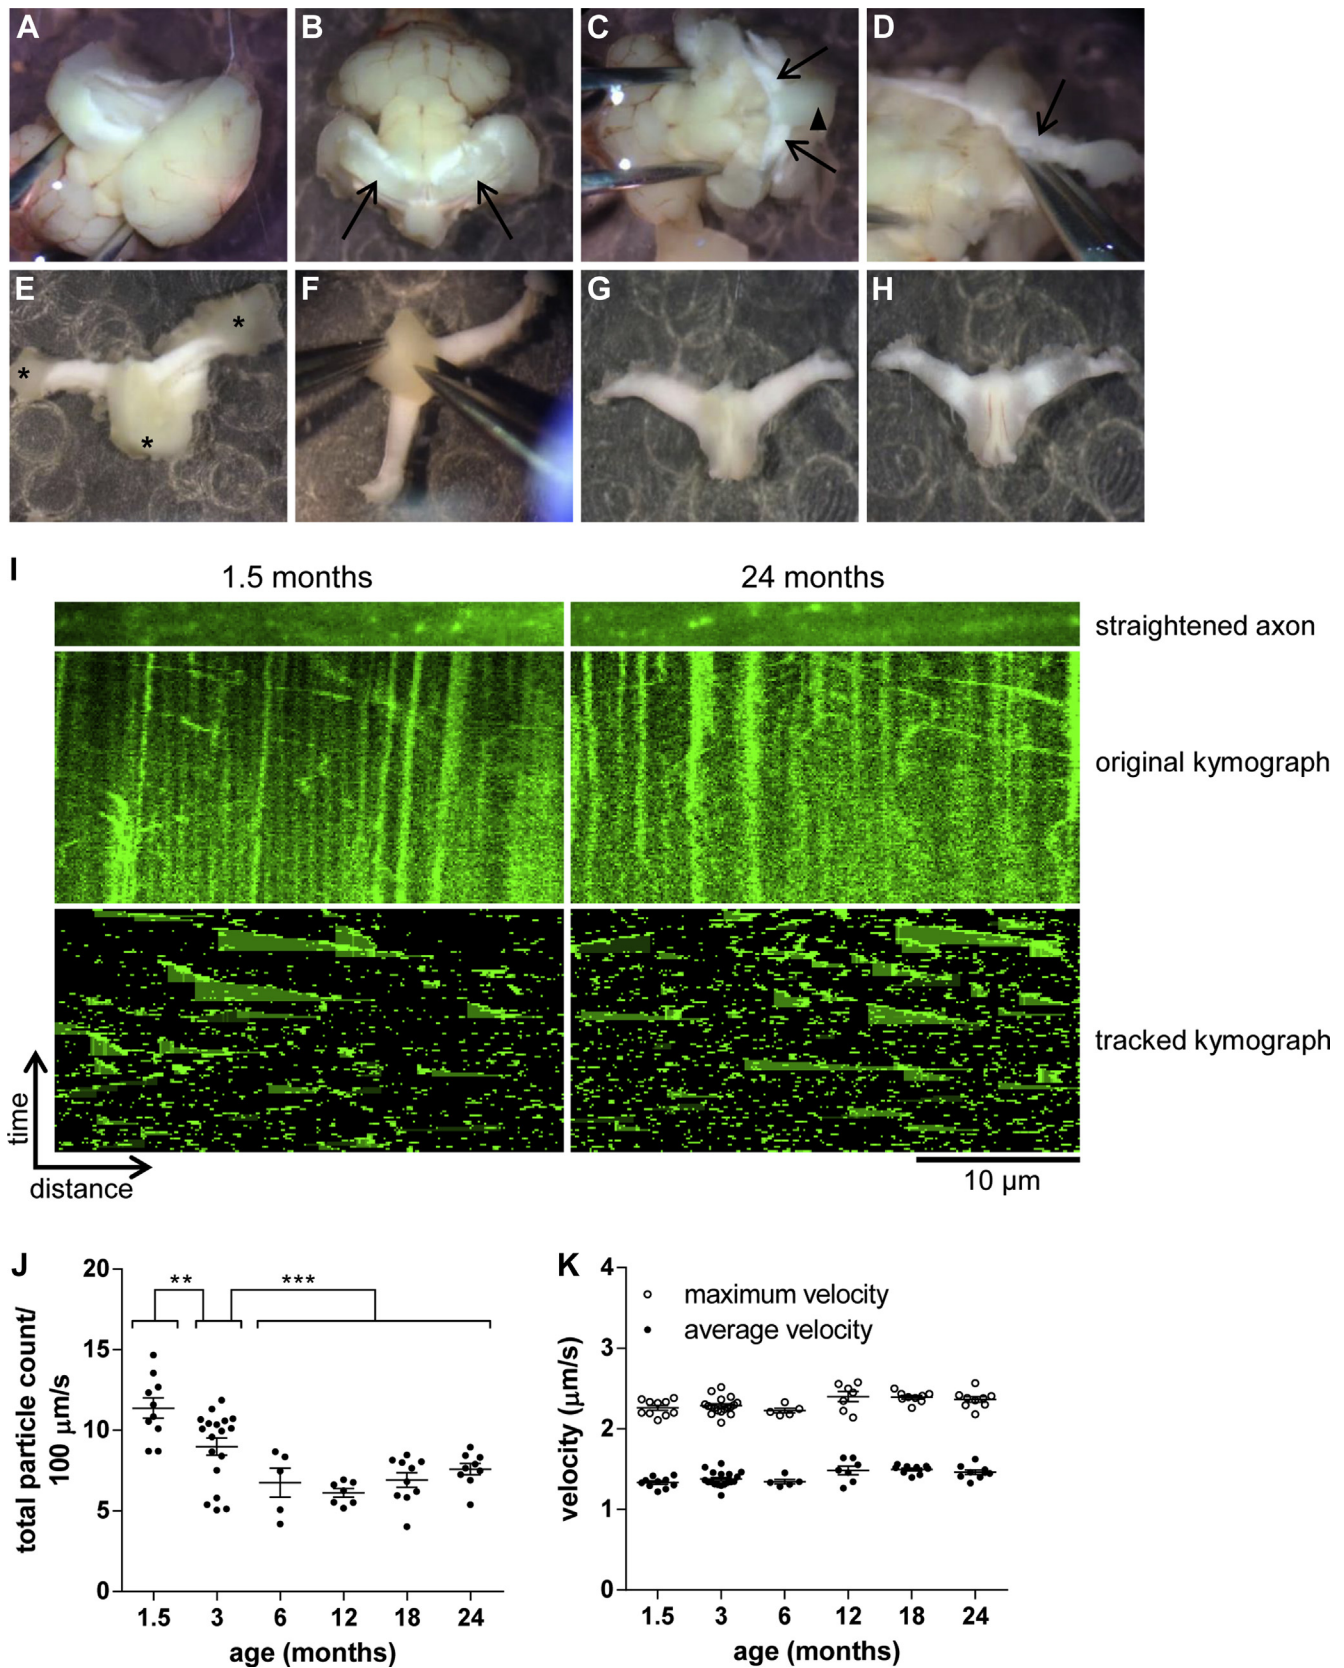 A
B
C
D
E
F
G
H
*
*
*
I
1.5 months
24 months
straightened axon
original kymograph
tracked kymograph
time
distance
10 µm
J
total particle count/
100 µm/s
20
15
10
5
0
**
***
1.5 3 6 12 18 24
age (months)
K
velocity (µm/s)
4
3
2
1
0
maximum velocity
average velocity
1.5 3 6 12 18 24
age (months)